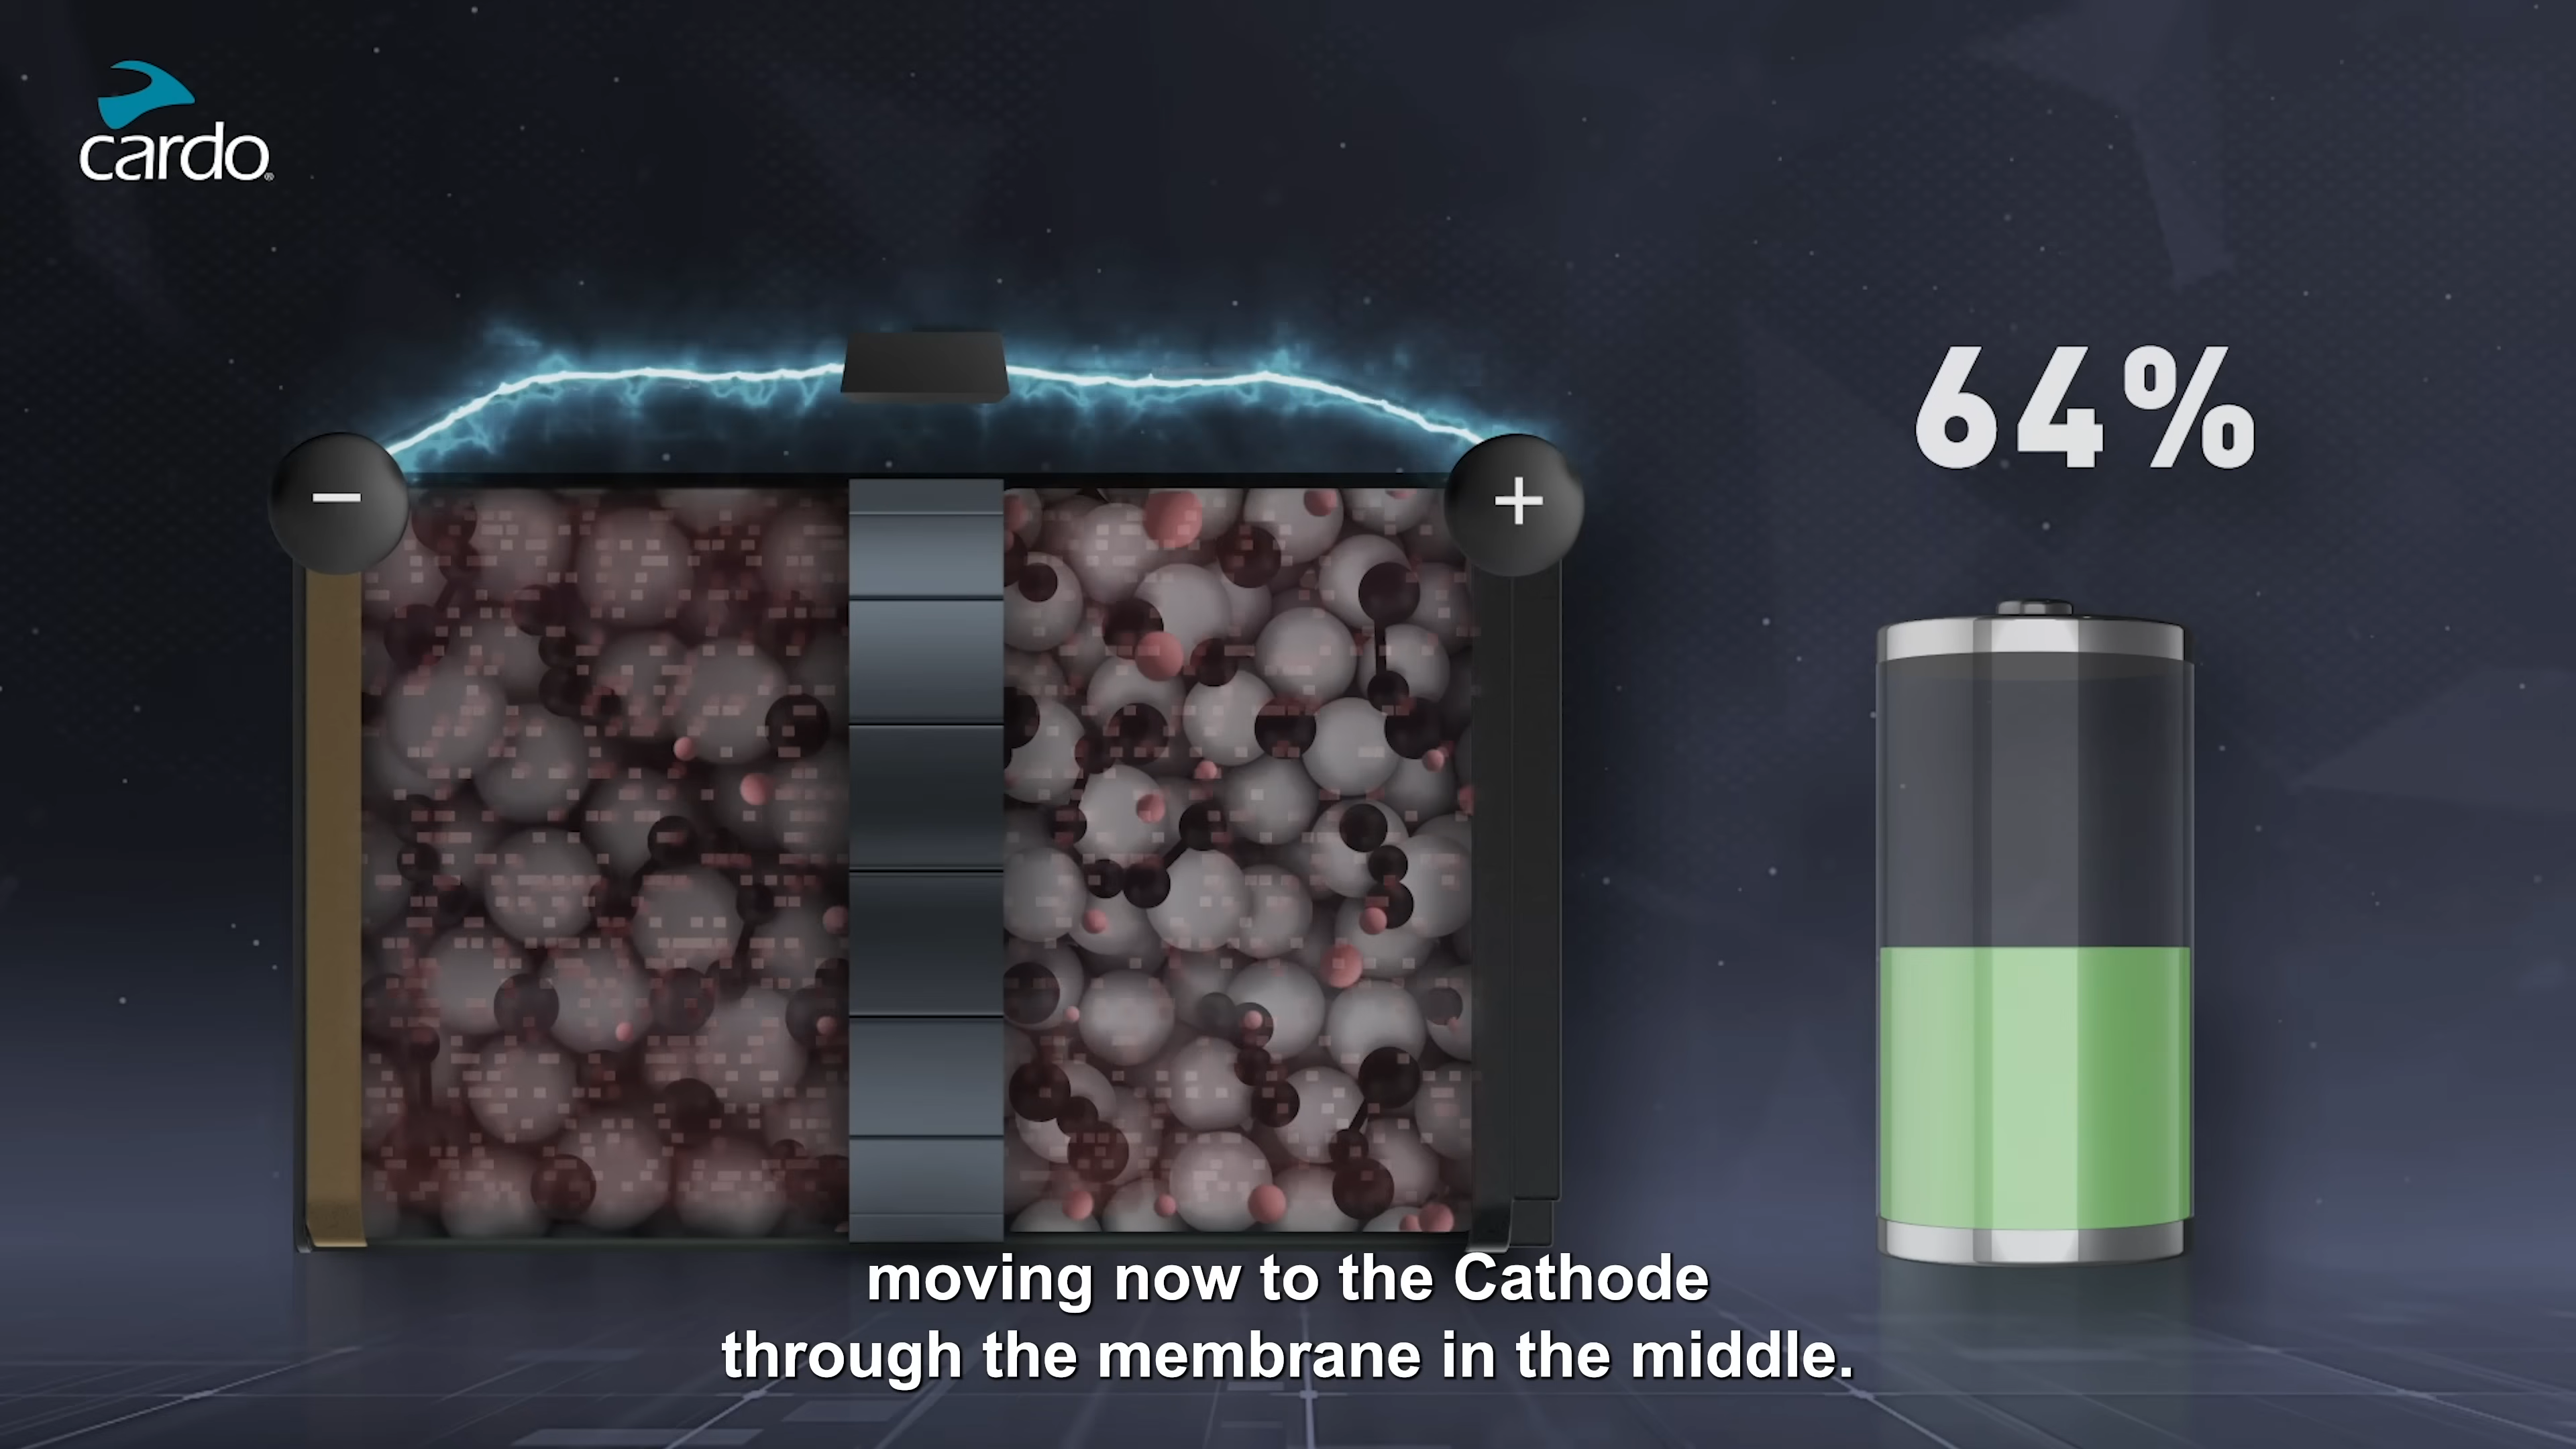 cardo®
64%
−
+
moving now to the Cathode
through the membrane in the middle.